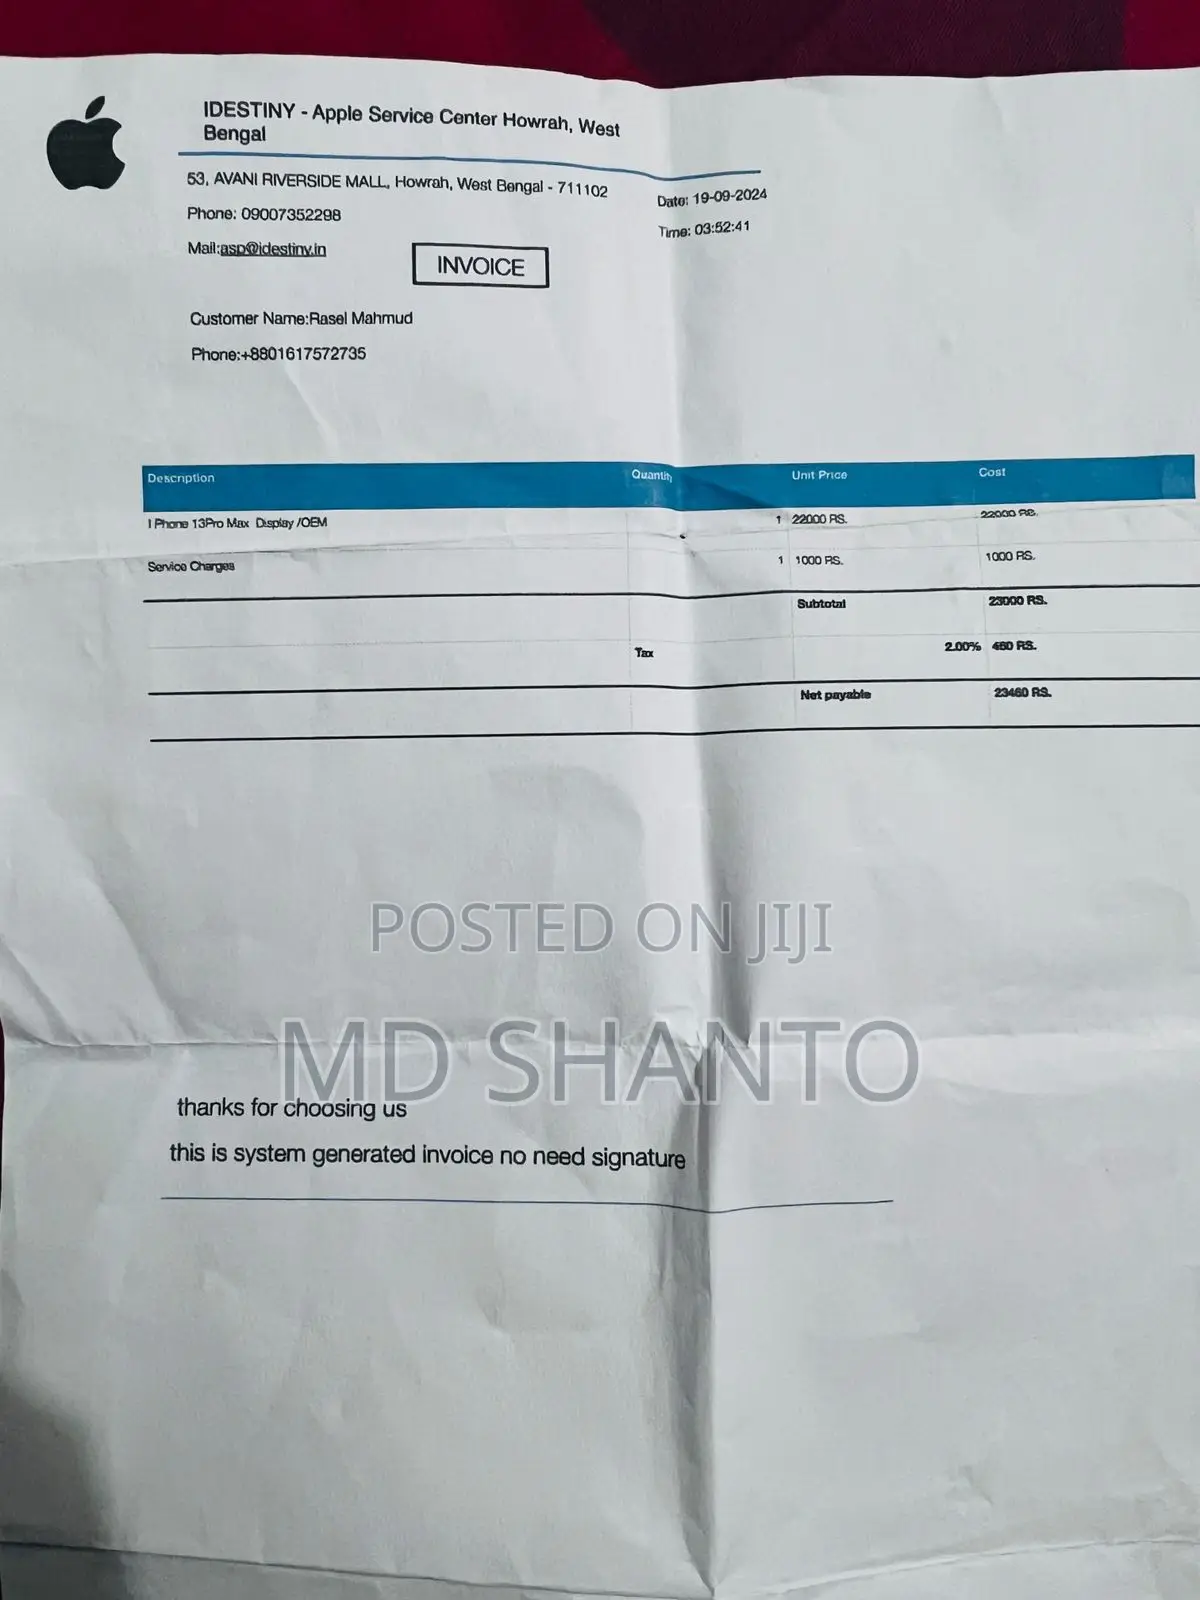 IDESTINY - Apple Service Center Howrah, West
Bengal
53, AVANI RIVERSIDE MALL, Howrah, West Bengal - 711102
Date: 19-09-2024
Phone: 09007352298
Time: 03:52:41
Mail:asp@idestiny.in
INVOICE
Customer Name:Rasel Mahmud
Phone:+8801617572735
Description Quantity Unit Price Cost
I Phone 13Pro Max Display /OEM 1 22000 RS. 22000 RS.
Service Charges 1 1000 RS. 1000 RS.
Subtotal 23000 RS.
Tax 2.00% 460 RS.
Net payable 23460 RS.
POSTED ON JIJI
MD SHANTO
thanks for choosing us
this is system generated invoice no need signature